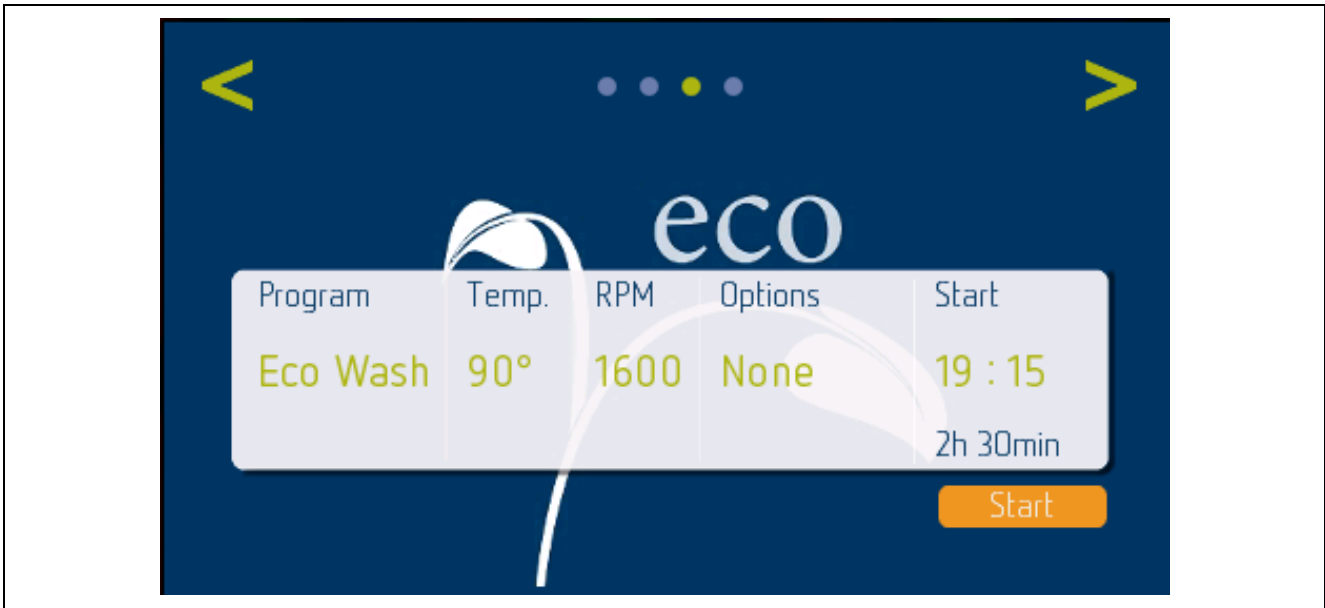 < >
eco
Program Temp. RPM Options Start
Eco Wash 90° 1600 None 19 : 15
2h 30min
Start